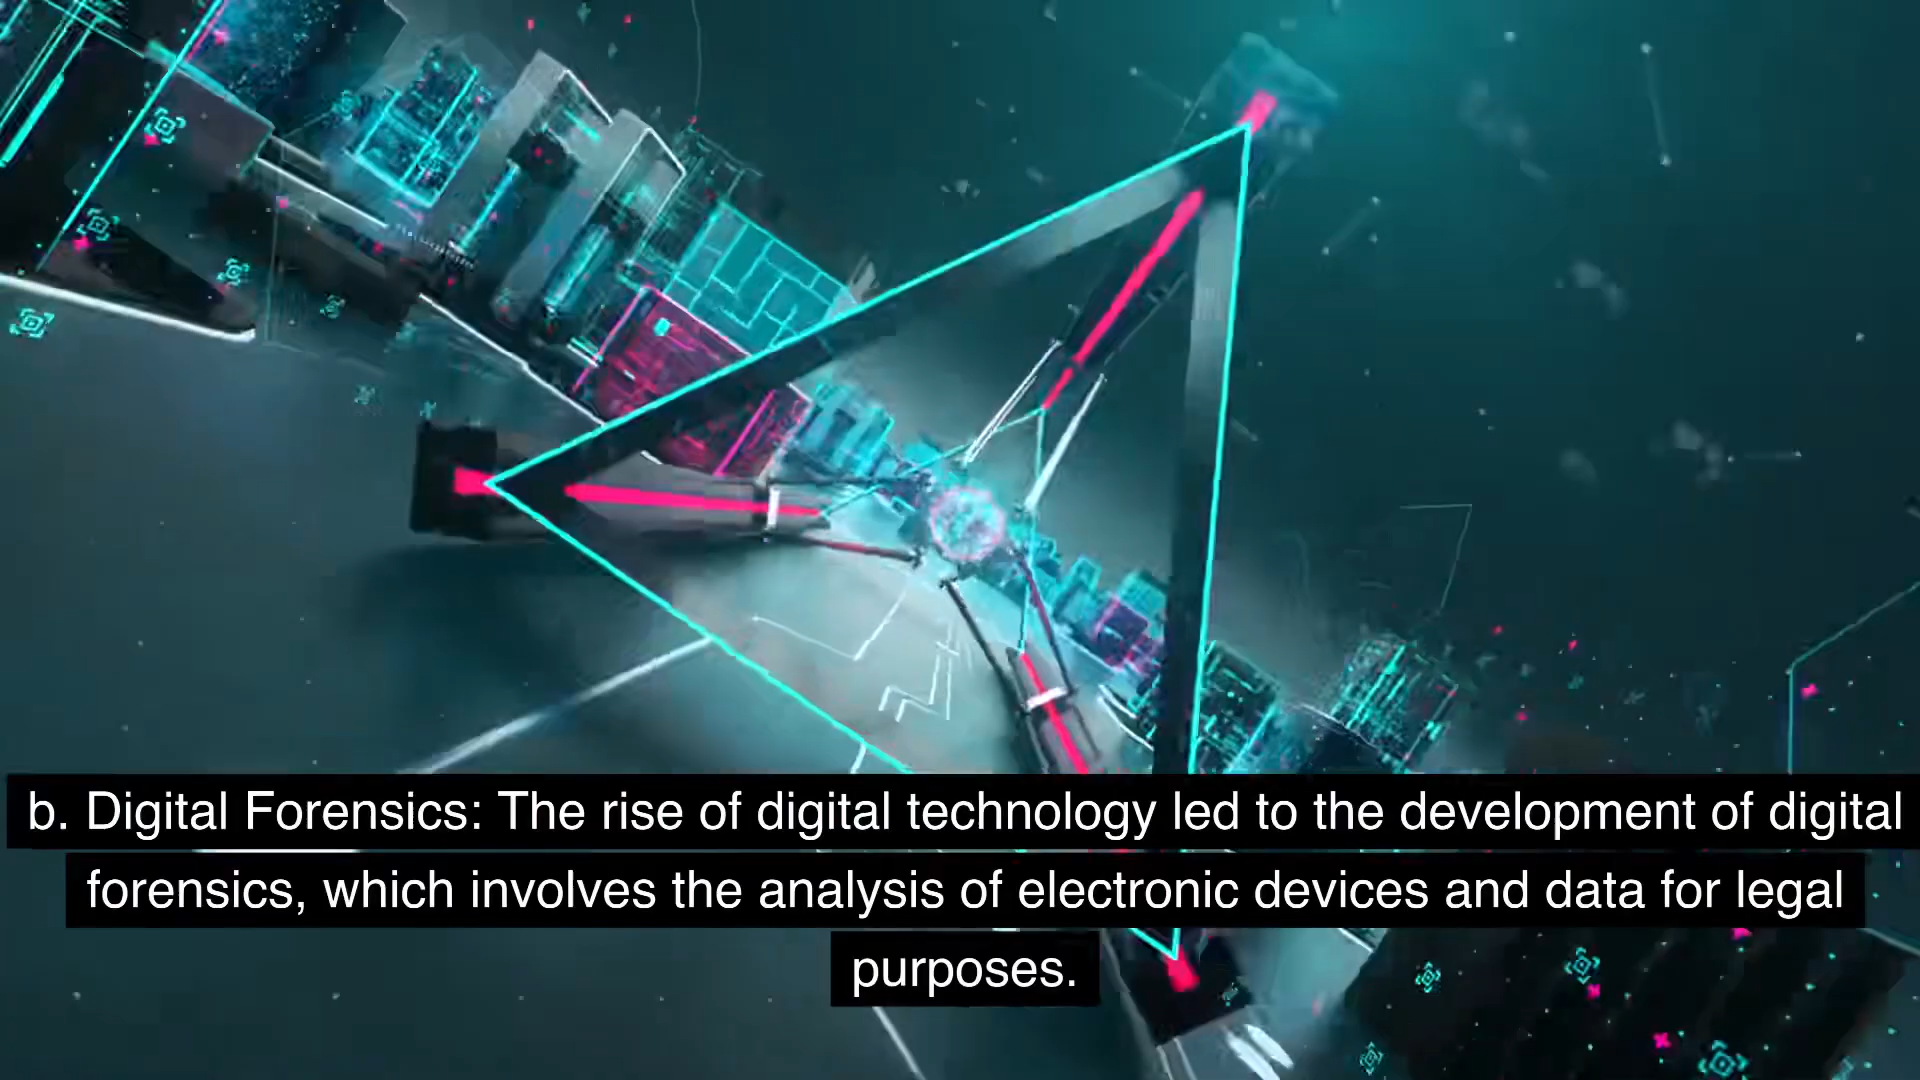 b. Digital Forensics: The rise of digital technology led to the development of digital
forensics, which involves the analysis of electronic devices and data for legal
purposes.